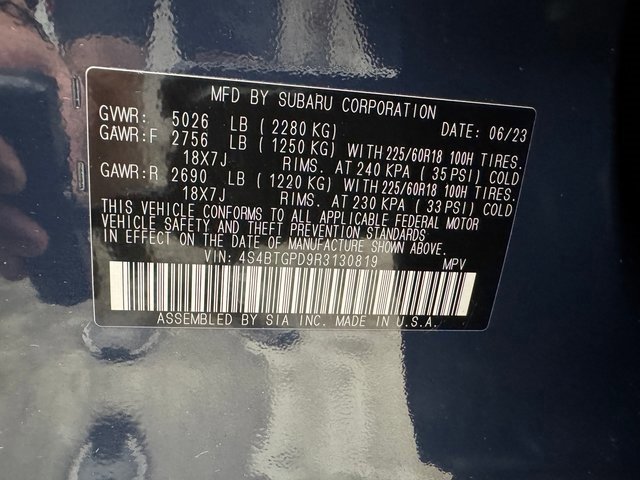 MFD BY SUBARU CORPORATION
GVWR: 5026 LB (2280 KG) DATE: 06/23
GAWR:F 2756 LB (1250 KG) WITH 225/60R18 100H TIRES.
18X7J RIMS. AT 240 KPA (35 PSI) COLD
GAWR:R 2690 LB (1220 KG) WITH 225/60R18 100H TIRES.
18X7J RIMS. AT 230 KPA (33 PSI) COLD
THIS VEHICLE CONFORMS TO ALL APPLICABLE FEDERAL MOTOR
VEHICLE SAFETY AND THEFT PREVENTION STANDARDS
IN EFFECT ON THE DATE OF MANUFACTURE SHOWN ABOVE.
VIN: 4S4BTGPD9R3130819 MPV
ASSEMBLED BY SIA INC. MADE IN U.S.A.